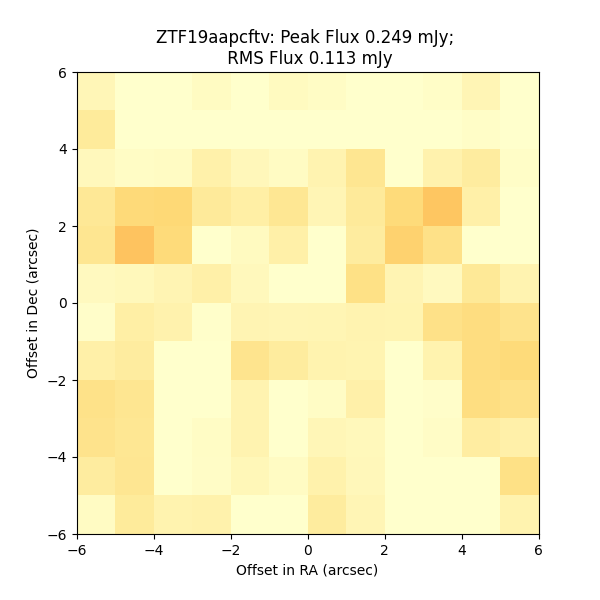 ZTF19aapcftv: Peak Flux 0.249 mJy;
RMS Flux 0.113 mJy
6
4
2
0
−2
−4
−6
Offset in Dec (arcsec)
−6 −4 −2 0 2 4 6
Offset in RA (arcsec)